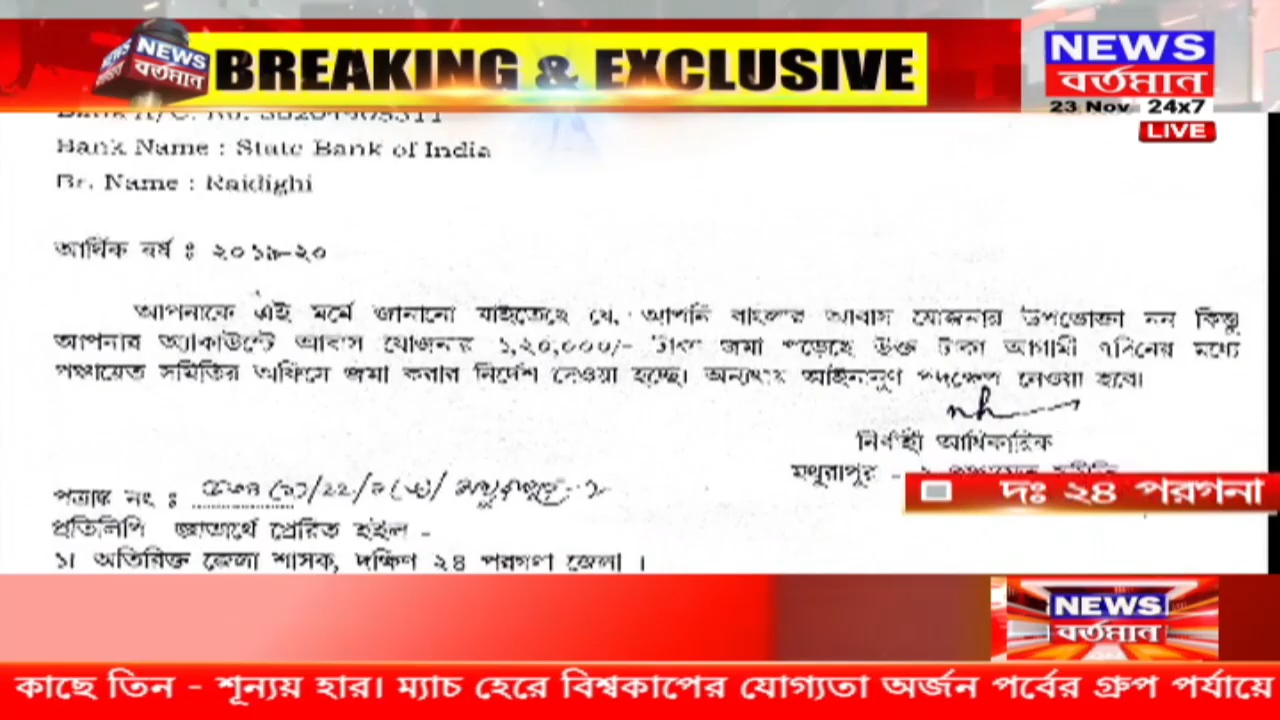 NEWS
বর্তমান
BREAKING & EXCLUSIVE
NEWS
বর্তমান
23 Nov 24x7
LIVE
Bank Name : State Bank of India
Br. Name : Raidighi
আর্থিক বর্ষ ঃ ২০১৯-২০
আপনাকে এই মর্মে জানানো যাইতেছে যে, আপনি বাংলার আবাস যোজনার উপভোক্তা নন কিন্তু
আপনার অ্যাকাউন্টে আবাস যোজনার ১,২০,০০০/- টাকা জমা পড়েছে উক্ত টাকা আগামী ৭দিনের মধ্যে
পঞ্চায়েত সমিতির অফিসে জমা করার নির্দেশ দেওয়া হচ্ছে। অন্যথায় আইনানুগ পদক্ষেপ নেওয়া হবে।
নির্বাহী আধিকারিক
মথুরাপুর -
দঃ ২৪ পরগনা
পত্রাঙ্ক নং ঃ
প্রতিলিপি জ্ঞাতার্থে প্রেরিত হইল -
১। অতিরিক্ত জেলা শাসক, দক্ষিণ ২৪ পরগণা জেলা ।
NEWS
বর্তমান
কাছে তিন - শূন্যয় হার। ম্যাচ হেরে বিশ্বকাপের যোগ্যতা অর্জন পর্বের গ্রুপ পর্যায়ে